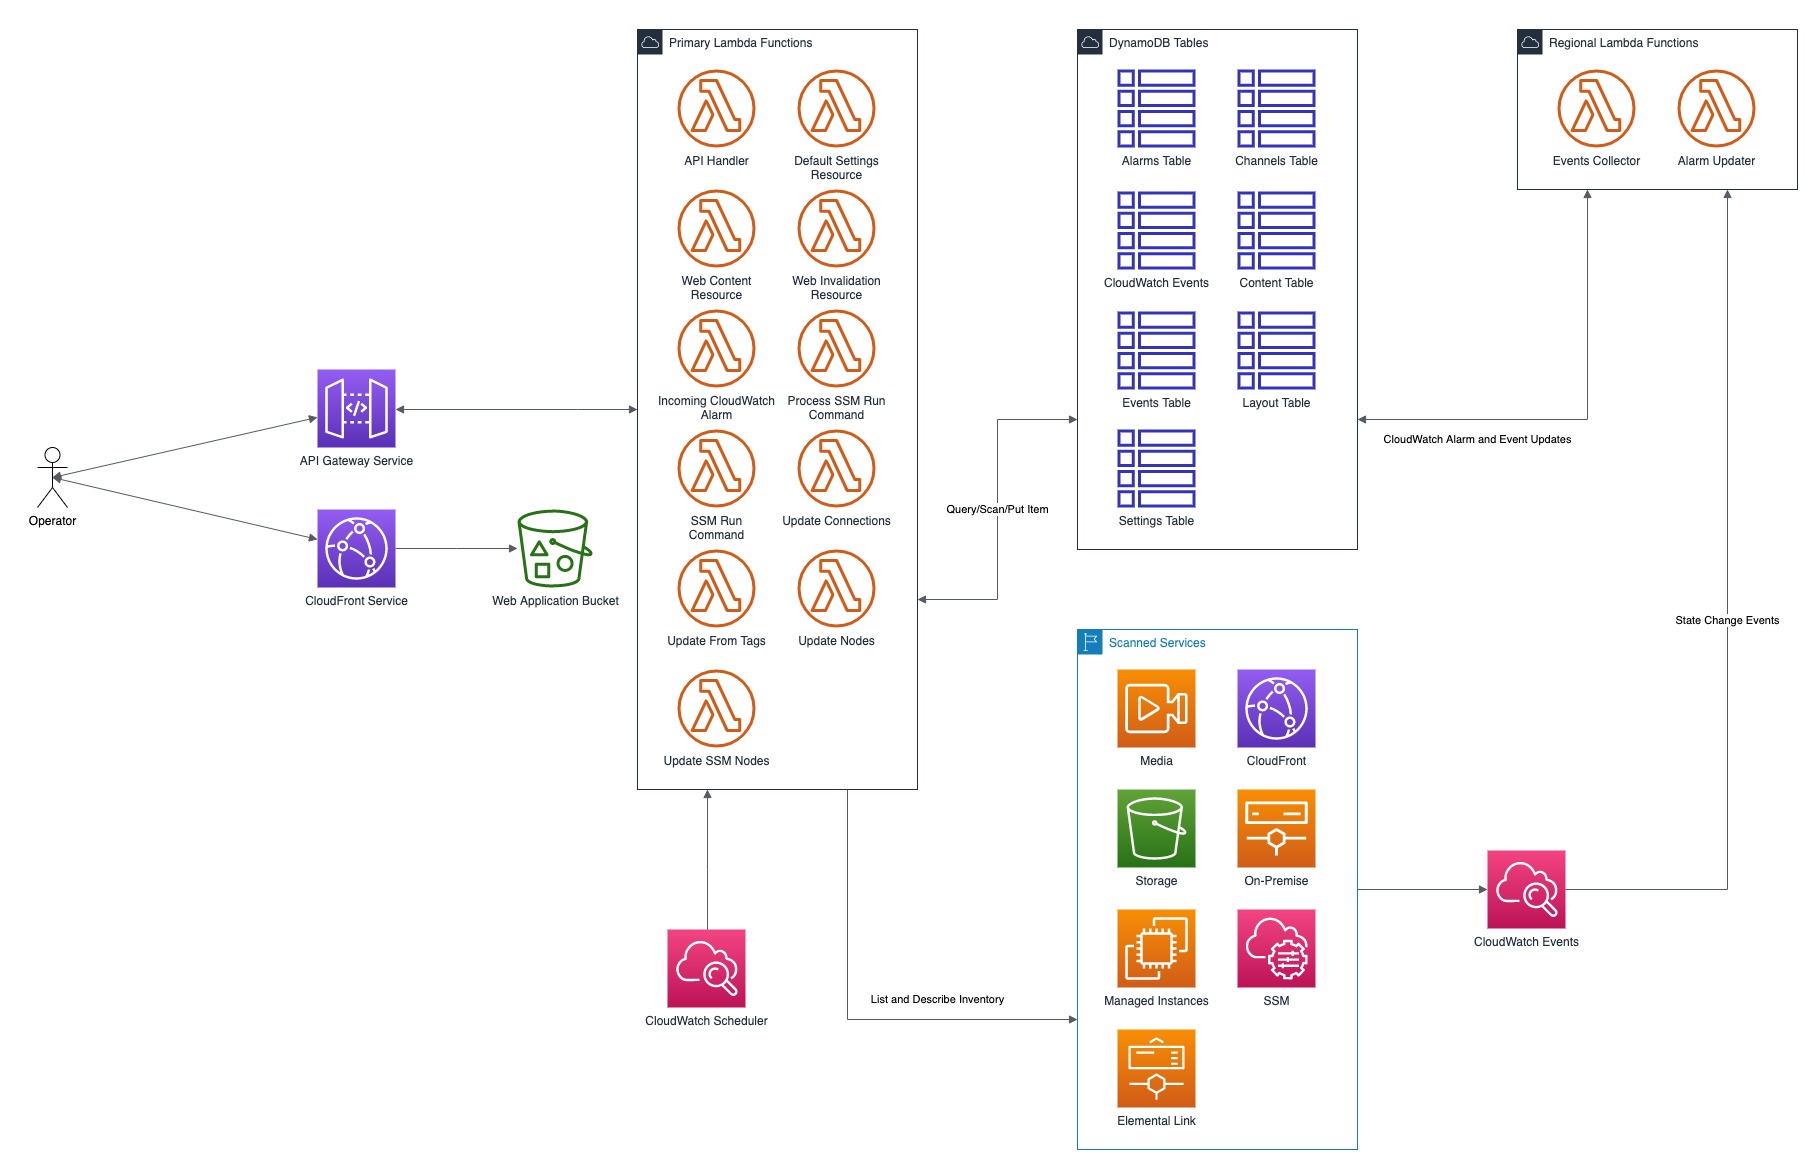 Primary Lambda Functions
API Handler
Default Settings
Resource
Web Content
Resource
Web Invalidation
Resource
Incoming CloudWatch
Alarm
Process SSM Run
Command
SSM Run
Command
Update Connections
Update From Tags
Update Nodes
Update SSM Nodes
DynamoDB Tables
Alarms Table
Channels Table
CloudWatch Events
Content Table
Events Table
Layout Table
Settings Table
Regional Lambda Functions
Events Collector
Alarm Updater
API Gateway Service
Operator
CloudFront Service
Web Application Bucket
Query/Scan/Put Item
CloudWatch Alarm and Event Updates
State Change Events
Scanned Services
Media
CloudFront
Storage
On-Premise
Managed Instances
SSM
Elemental Link
CloudWatch Events
List and Describe Inventory
CloudWatch Scheduler